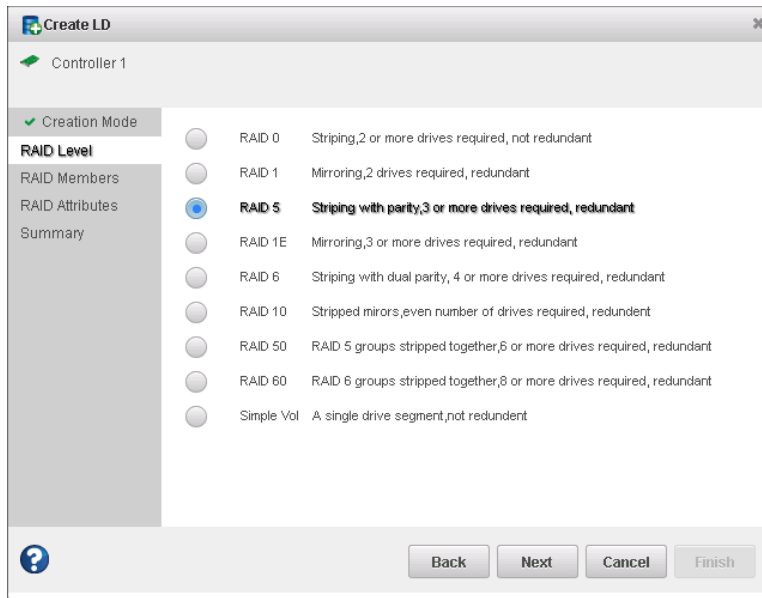 Create LD
Controller 1
Creation Mode
RAID Level
RAID Members
RAID Attributes
Summary
RAID 0 Striping,2 or more drives required, not redundant
RAID 1 Mirroring,2 drives required, redundant
RAID 5 Striping with parity,3 or more drives required, redundant
RAID 1E Mirroring,3 or more drives required, redundant
RAID 6 Striping with dual parity, 4 or more drives required, redundant
RAID 10 Stripped mirors,even number of drives required, redundent
RAID 50 RAID 5 groups stripped together,6 or more drives required, redundant
RAID 60 RAID 6 groups stripped together,8 or more drives required, redundant
Simple Vol A single drive segment,not redundent
Back Next Cancel Finish